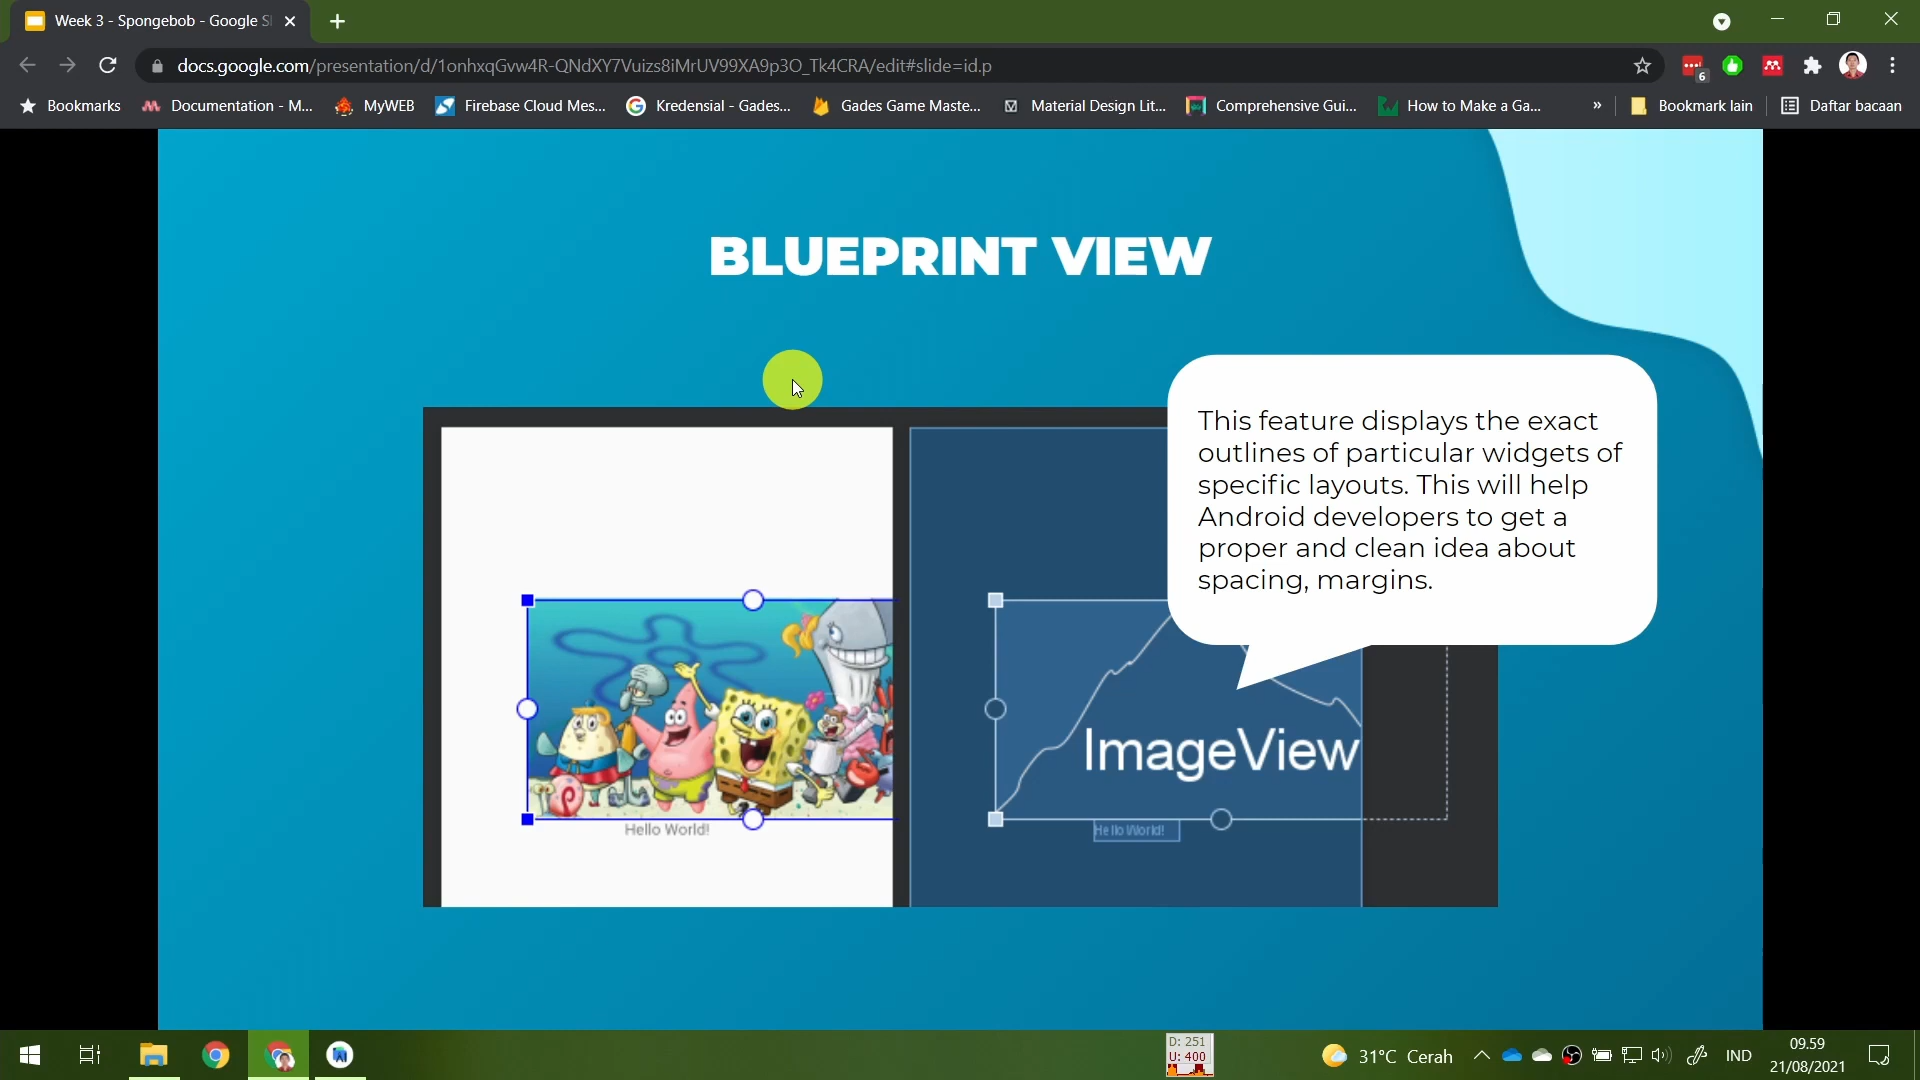 Week 3 - Spongebob - Google Sl
docs.google.com/presentation/d/1onhxqGvw4R-QNdXY7Vuizs8iMrUV99XA9p3O_Tk4CRA/edit#slide=id.p
6
Bookmarks
Documentation - M...
MyWEB
Firebase Cloud Mes...
Kredensial - Gades...
Gades Game Maste...
Material Design Lit...
Comprehensive Gui...
How to Make a Ga...
»
Bookmark lain
Daftar bacaan
BLUEPRINT VIEW
This feature displays the exact
outlines of particular widgets of
specific layouts. This will help
Android developers to get a
proper and clean idea about
spacing, margins.
ImageView
Hello World!
Hello World!
D: 251
U: 400
31°C Cerah
IND
09.59
21/08/2021